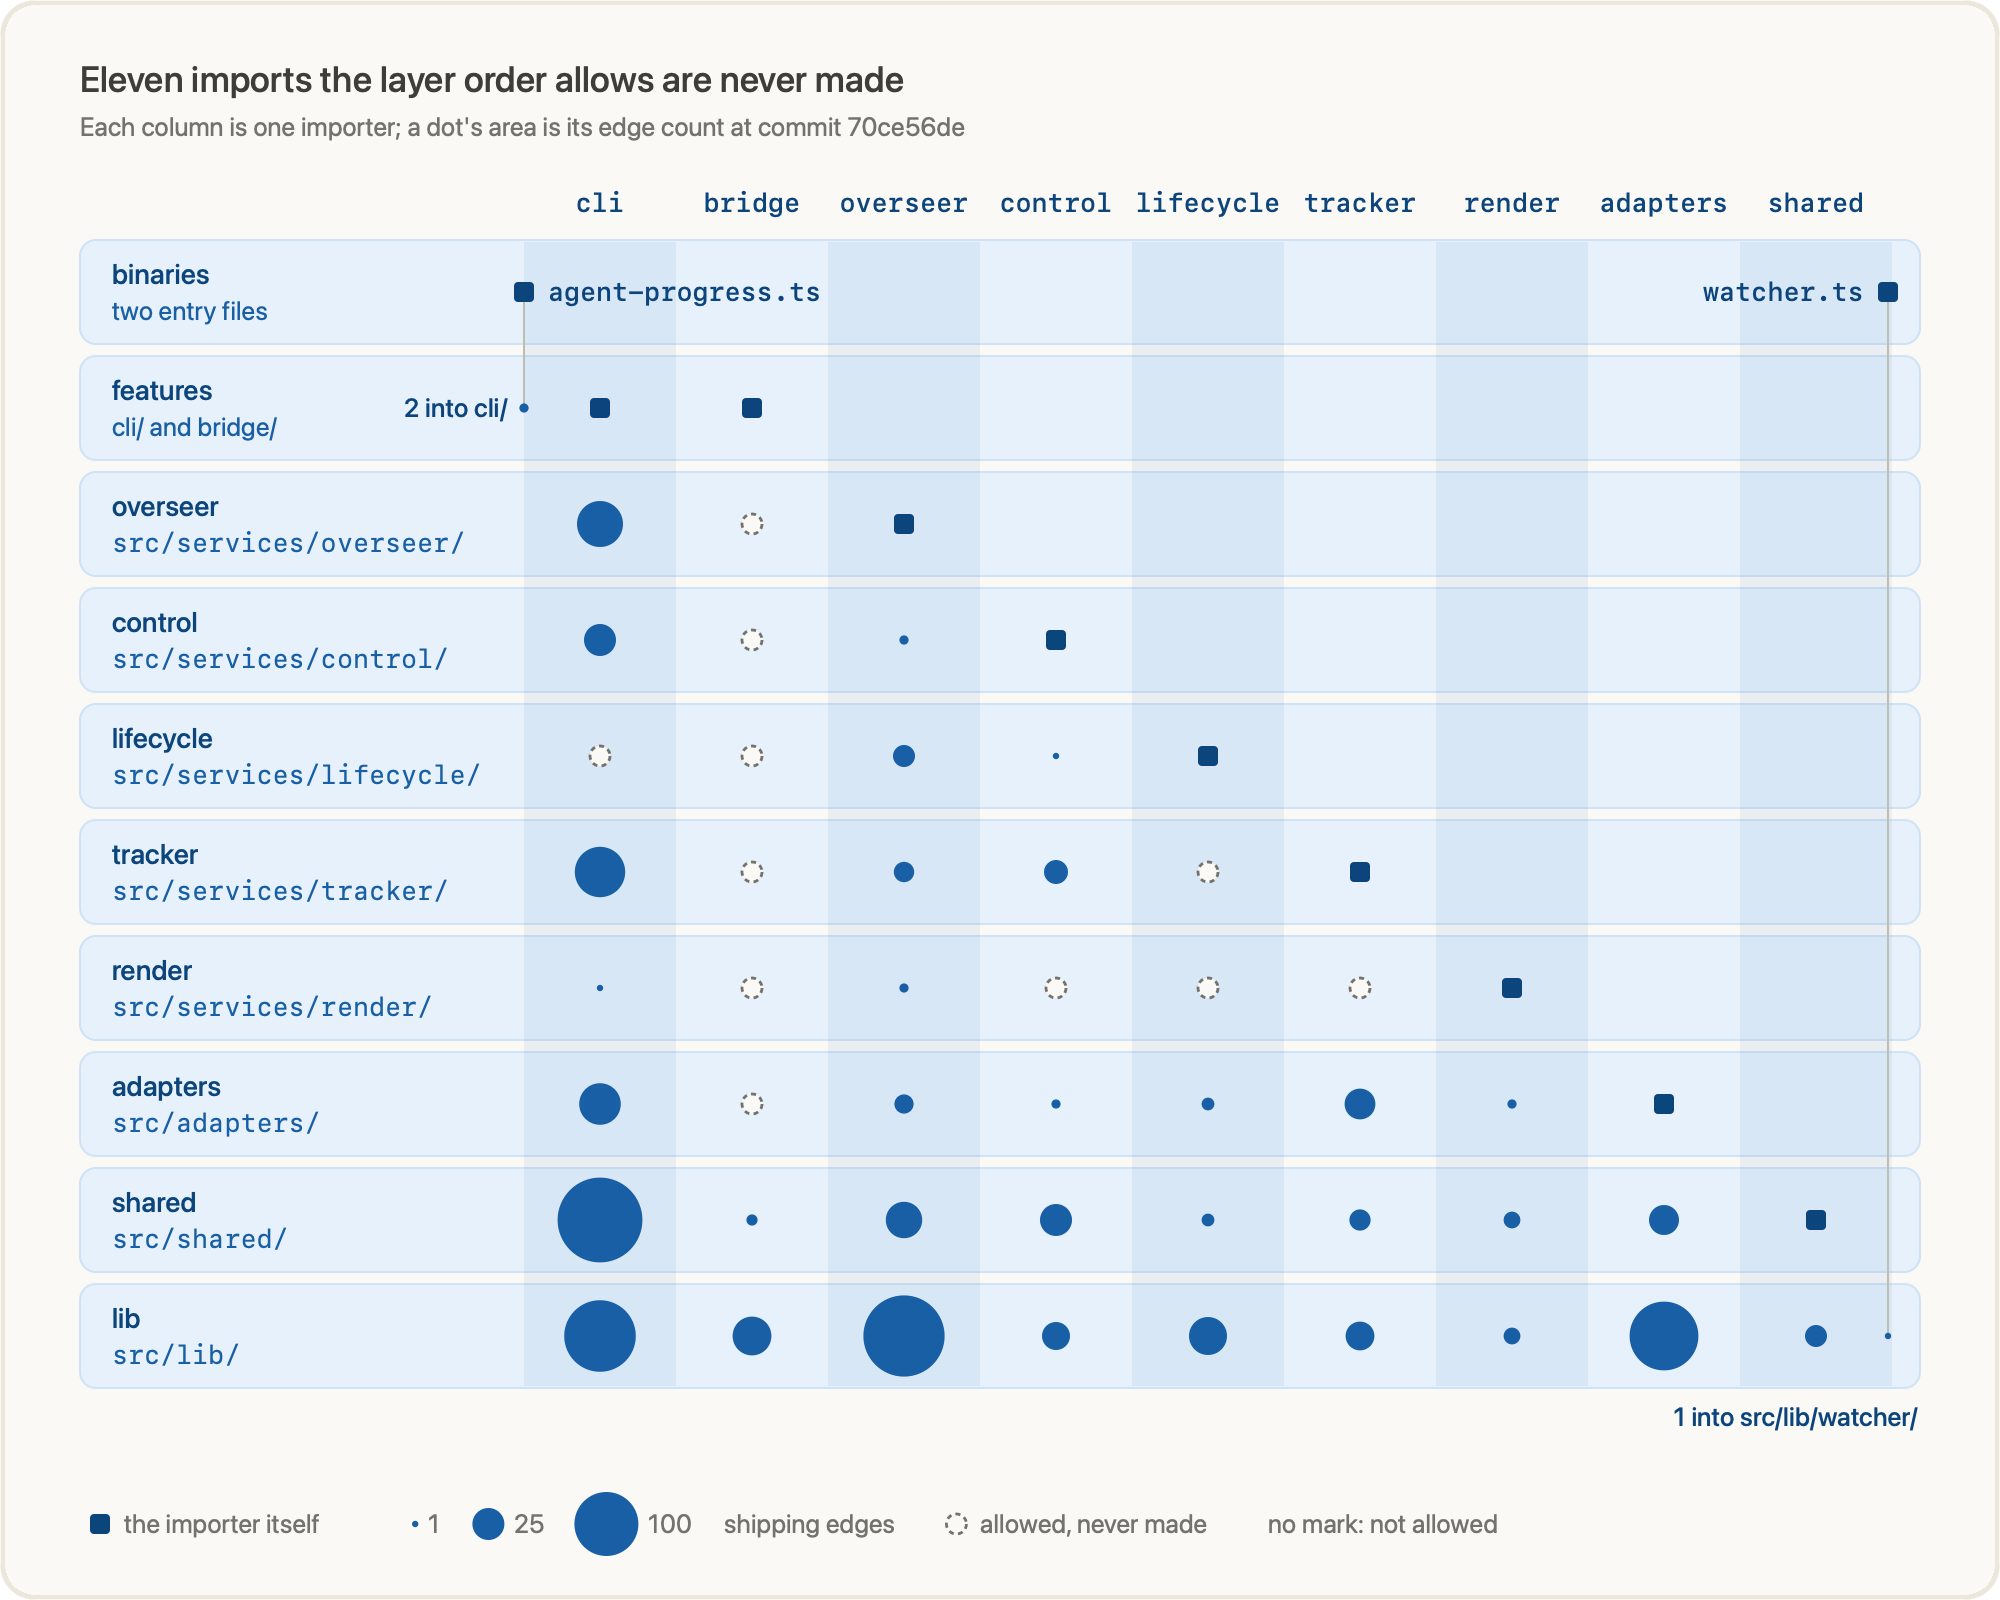 Eleven imports the layer order allows are never made
Each column is one importer; a dot's area is its edge count at commit 70ce56de
cli bridge overseer control lifecycle tracker render adapters shared
binaries
two entry files
agent-progress.ts
watcher.ts
features
cli/ and bridge/
2 into cli/
overseer
src/services/overseer/
control
src/services/control/
lifecycle
src/services/lifecycle/
tracker
src/services/tracker/
render
src/services/render/
adapters
src/adapters/
shared
src/shared/
lib
src/lib/
1 into src/lib/watcher/
the importer itself 1 25 100 shipping edges allowed, never made no mark: not allowed